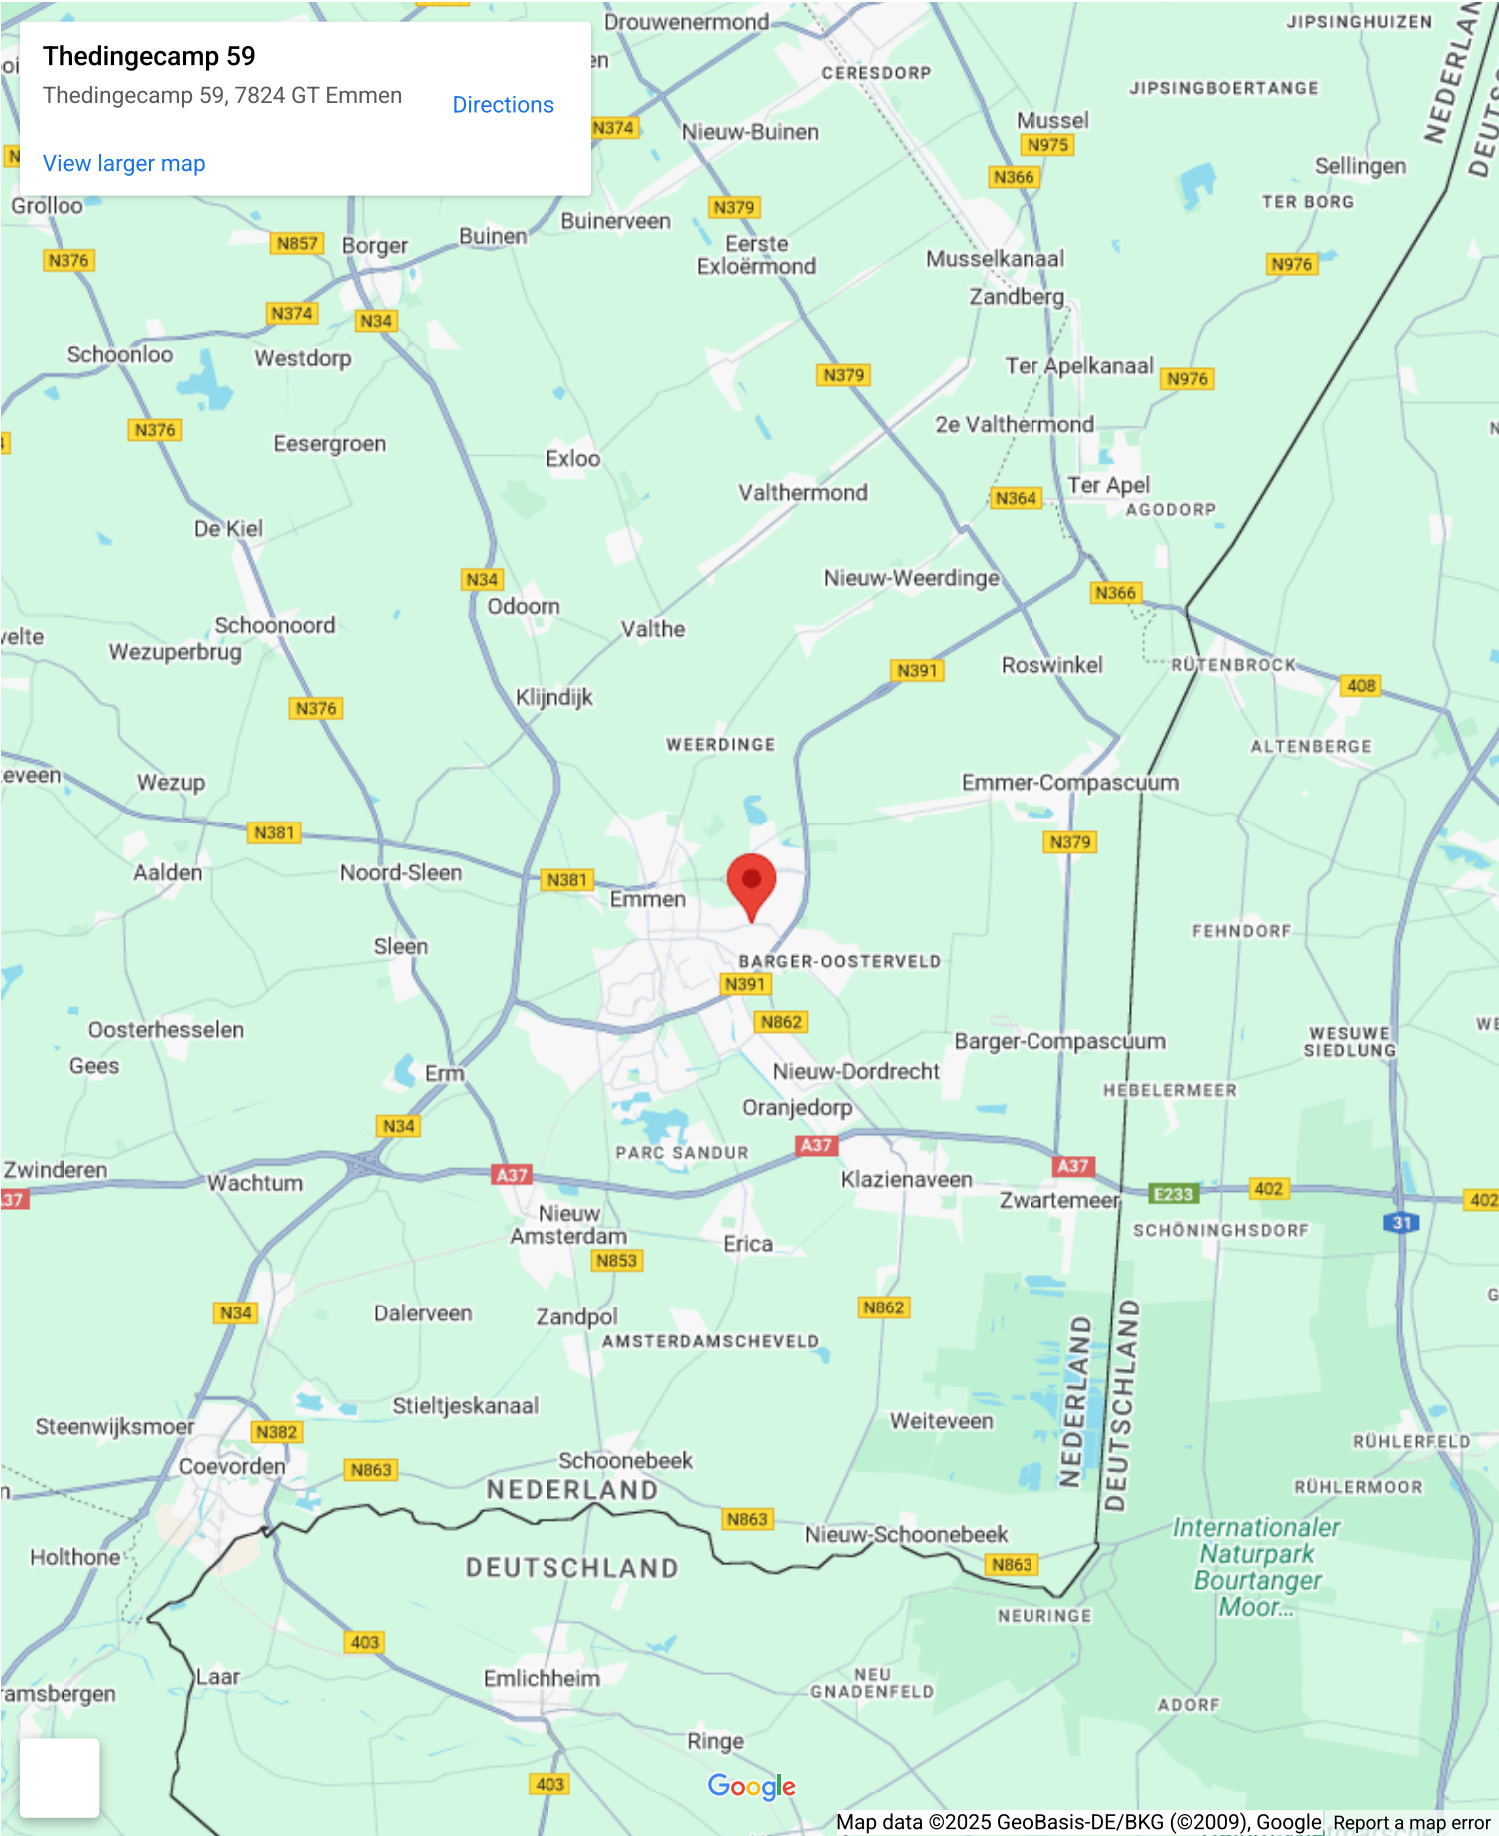 Thedingecamp 59
Thedingecamp 59, 7824 GT Emmen
Directions
View larger map
Drouwenermond
JIPSINGHUIZEN
CERESDORP
JIPSINGBOERTANGE
NEDERLAN
DEUTSC
N374
Nieuw-Buinen
Mussel
N975
N366
Sellingen
TER BORG
Grolloo
N376
N857
Borger
Buinen
Buinerveen
N379
Eerste
Exloërmond
Musselkanaal
N976
Zandberg
N374
N34
Schoonloo
Westdorp
Ter Apelkanaal
N379
N976
2e Valthermond
N376
Eesergroen
Exloo
Valthermond
Ter Apel
N364
AGODORP
De Kiel
N34
Nieuw-Weerdinge
N366
Odoorn
Schoonoord
Valthe
velte
Wezuperbrug
N391
Roswinkel
RÜTENBROCK
408
Klijndijk
N376
WEERDINGE
ALTENBERGE
eveen
Wezup
Emmer-Compascuum
N381
N379
Aalden
Noord-Sleen
N381
Emmen
Sleen
FEHNDORF
BARGER-OOSTERVELD
N391
N862
Oosterhesselen
Gees
WESUWE
SIEDLUNG
WE
Barger-Compascuum
Erm
Nieuw-Dordrecht
HEBELERMEER
Oranjedorp
N34
A37
PARC SANDUR
Zwinderen
Wachtum
A37
Klazienaveen
A37
Zwartemeer
E233
402
402
37
31
Nieuw
Amsterdam
Erica
SCHÖNINGHSDORF
N853
N34
Dalerveen
Zandpol
N862
AMSTERDAMSCHEVELD
NEDERLAND
DEUTSCHLAND
Stieltjeskanaal
Steenwijksmoer
N382
Weiteveen
RÜHLERFELD
Coevorden
N863
Schoonebeek
NEDERLAND
RÜHLERMOOR
N863
Nieuw-Schoonebeek
Internationaler
Naturpark
Bourtanger
Moor...
Holthone
DEUTSCHLAND
N863
NEURINGE
403
Laar
Emlichheim
NEU
GNADENFELD
ramsbergen
ADORF
Ringe
403
Google
Map data ©2025 GeoBasis-DE/BKG (©2009), Google
Report a map error